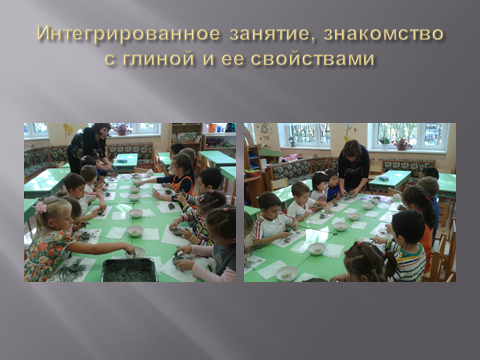 Интегрированное занятие, знакомство
с глиной и ее свойствами